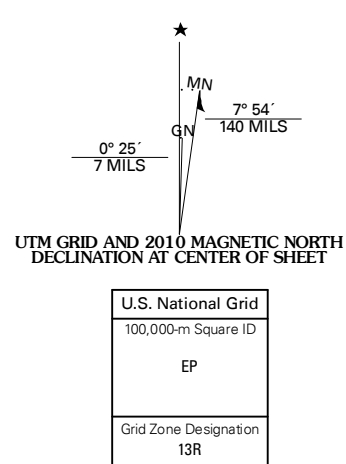 ★
MN
GN
7° 54´
140 MILS
0° 25´
7 MILS
UTM GRID AND 2010 MAGNETIC NORTH
DECLINATION AT CENTER OF SHEET
U.S. National Grid
100,000-m Square ID
EP
Grid Zone Designation
13R